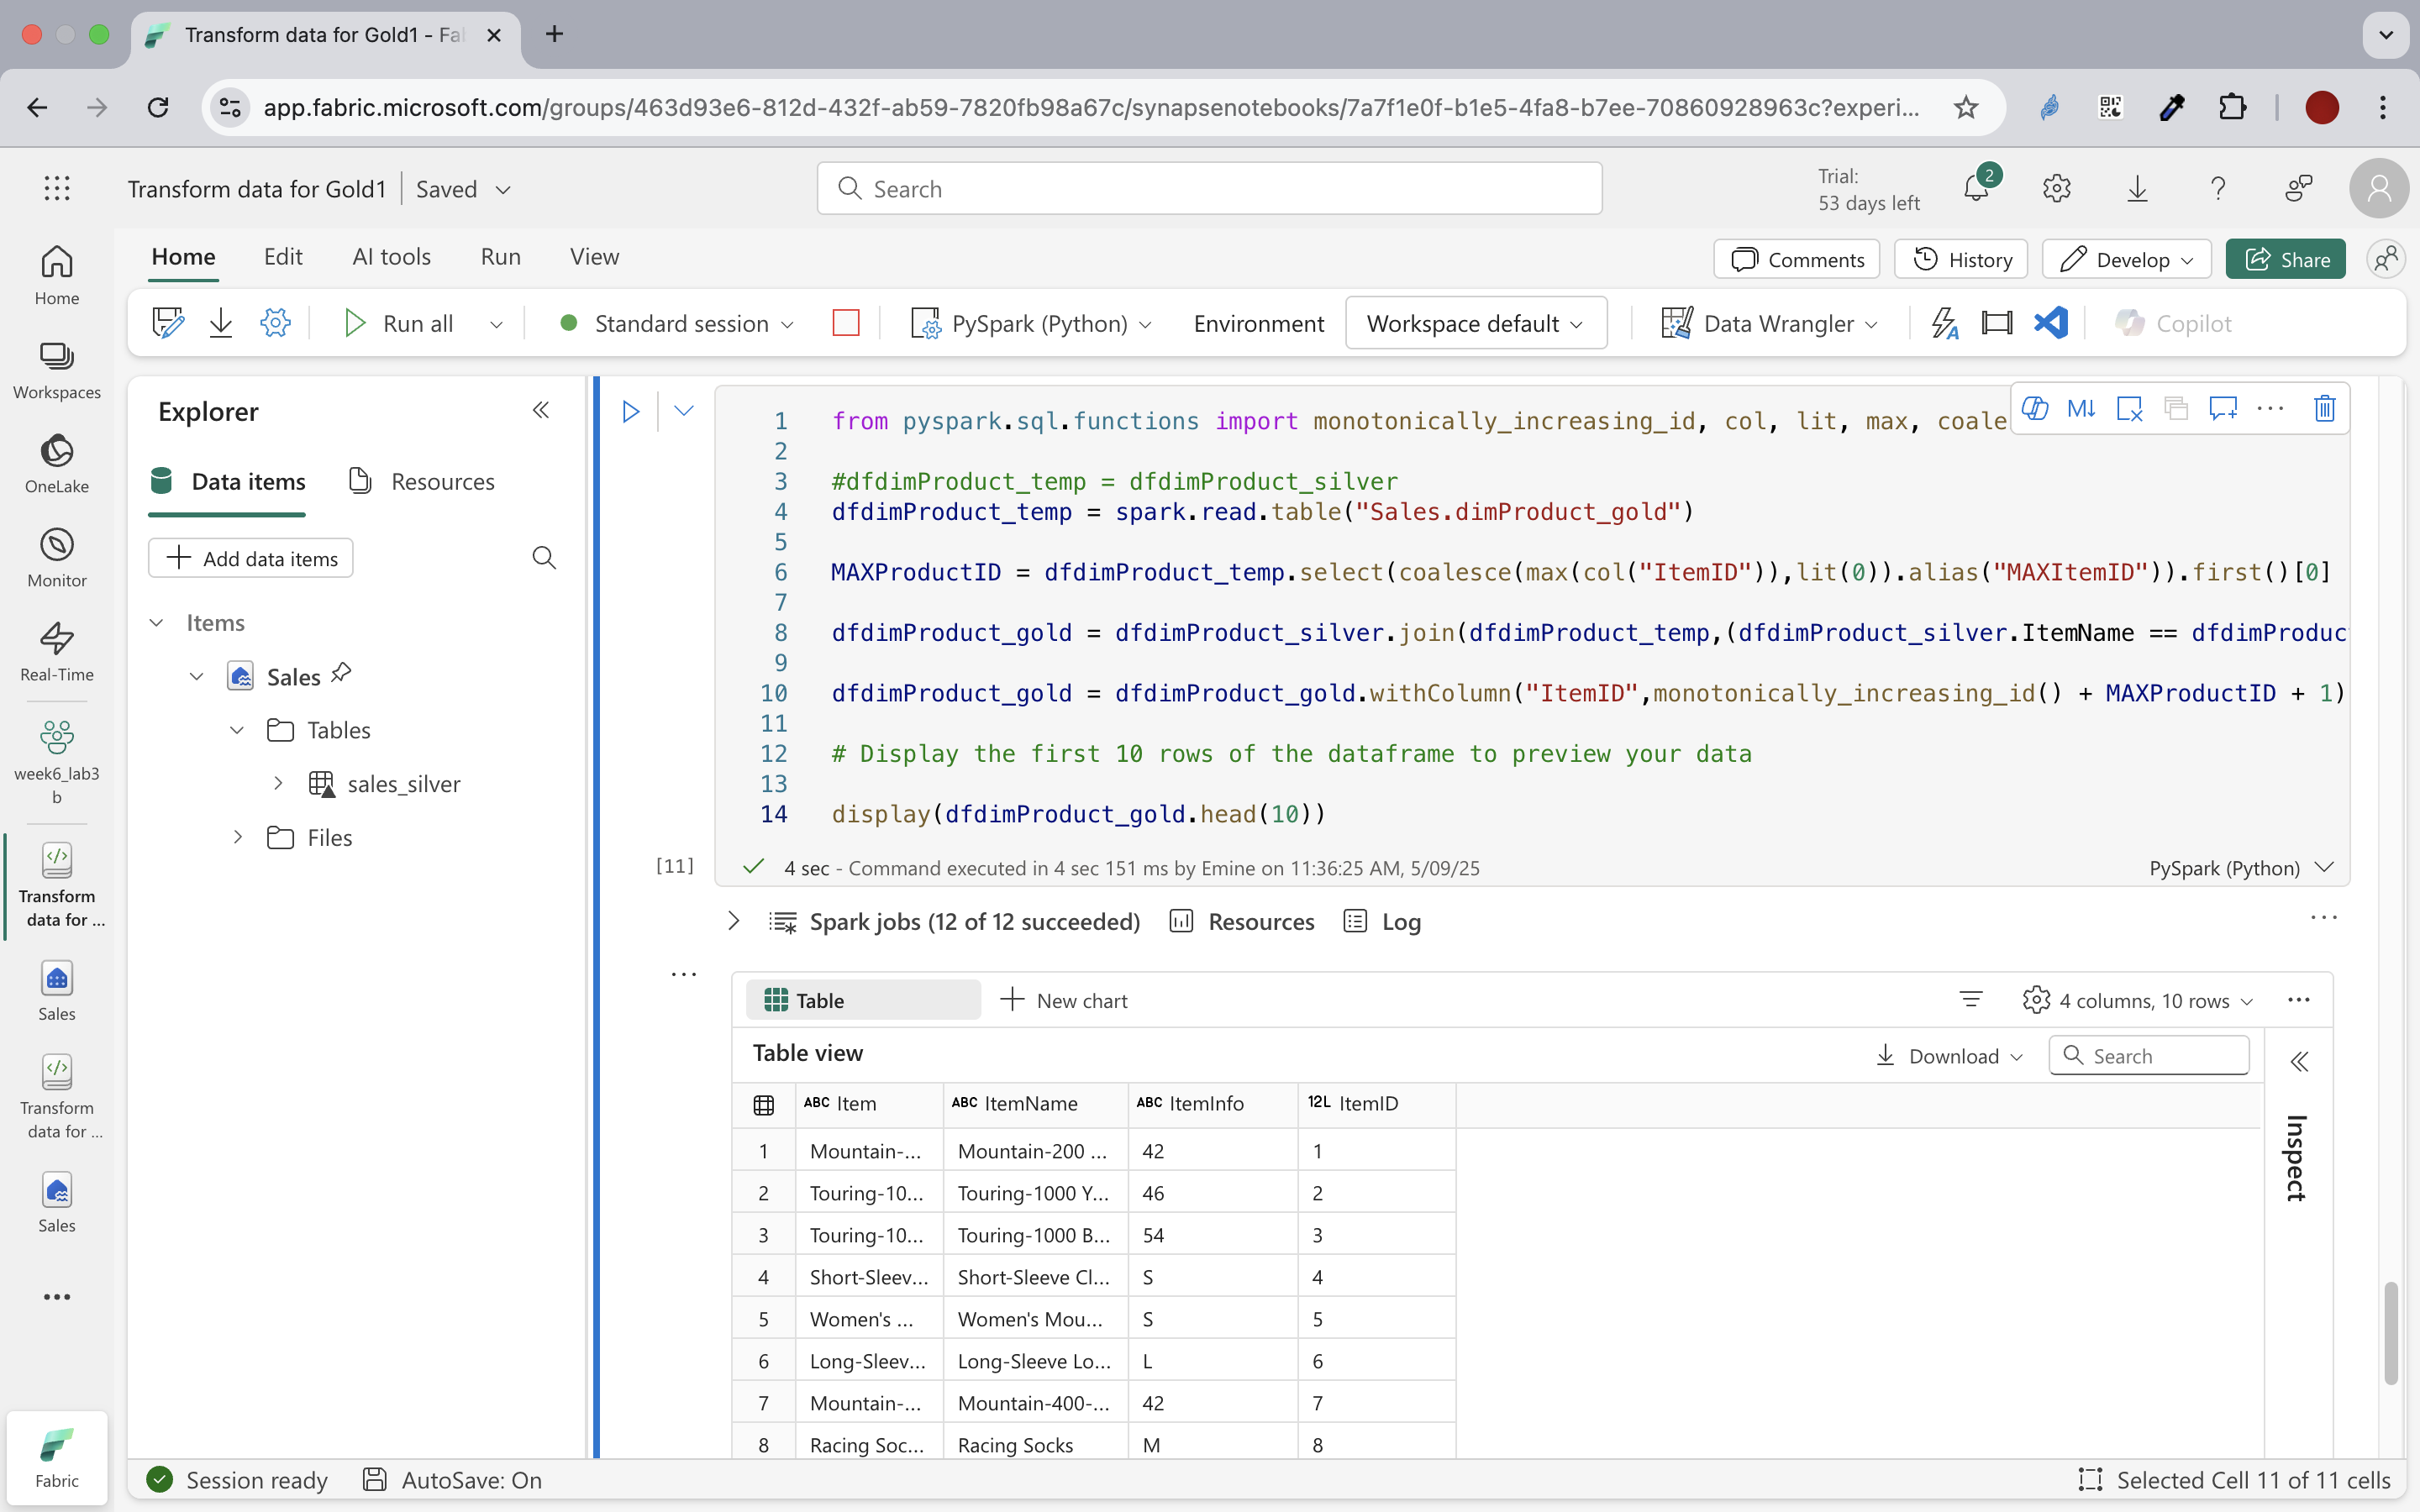 Transform data for Gold1 - Fa
app.fabric.microsoft.com/groups/463d93e6-812d-432f-ab59-7820fb98a67c/synapsenotebooks/7a7f1e0f-b1e5-4fa8-b7ee-70860928963c?experi...
Transform data for Gold1 | Saved
Search
Trial:
53 days left
2
Home Edit AI tools Run View
Comments History Develop Share
Run all Standard session PySpark (Python) Environment Workspace default Data Wrangler Copilot
Home
Workspaces
OneLake
Monitor
Real-Time
week6_lab3
b
Transform
data for ...
Sales
Transform
data for ...
Sales
...
Fabric
Explorer
Data items Resources
Add data items
Items
Sales
Tables
sales_silver
Files
1 from pyspark.sql.functions import monotonically_increasing_id, col, lit, max, coale
M↓ ...
2
3 #dfdimProduct_temp = dfdimProduct_silver
4 dfdimProduct_temp = spark.read.table("Sales.dimProduct_gold")
5
6 MAXProductID = dfdimProduct_temp.select(coalesce(max(col("ItemID")),lit(0)).alias("MAXItemID")).first()[0]
7
8 dfdimProduct_gold = dfdimProduct_silver.join(dfdimProduct_temp,(dfdimProduct_silver.ItemName == dfdimProduc
9
10 dfdimProduct_gold = dfdimProduct_gold.withColumn("ItemID",monotonically_increasing_id() + MAXProductID + 1)
11
12 # Display the first 10 rows of the dataframe to preview your data
13
14 display(dfdimProduct_gold.head(10))
[11] 4 sec - Command executed in 4 sec 151 ms by Emine on 11:36:25 AM, 5/09/25 PySpark (Python)
Spark jobs (12 of 12 succeeded) Resources Log ...
...
Table New chart 4 columns, 10 rows ...
Table view Download Search
ABC Item ABC ItemName ABC ItemInfo 12L ItemID
1 Mountain-... Mountain-200 ... 42 1
2 Touring-10... Touring-1000 Y... 46 2
3 Touring-10... Touring-1000 B... 54 3
4 Short-Sleev... Short-Sleeve Cl... S 4
5 Women's ... Women's Mou... S 5
6 Long-Sleev... Long-Sleeve Lo... L 6
7 Mountain-... Mountain-400-... 42 7
8 Racing Soc... Racing Socks M 8
Inspect
Session ready AutoSave: On Selected Cell 11 of 11 cells